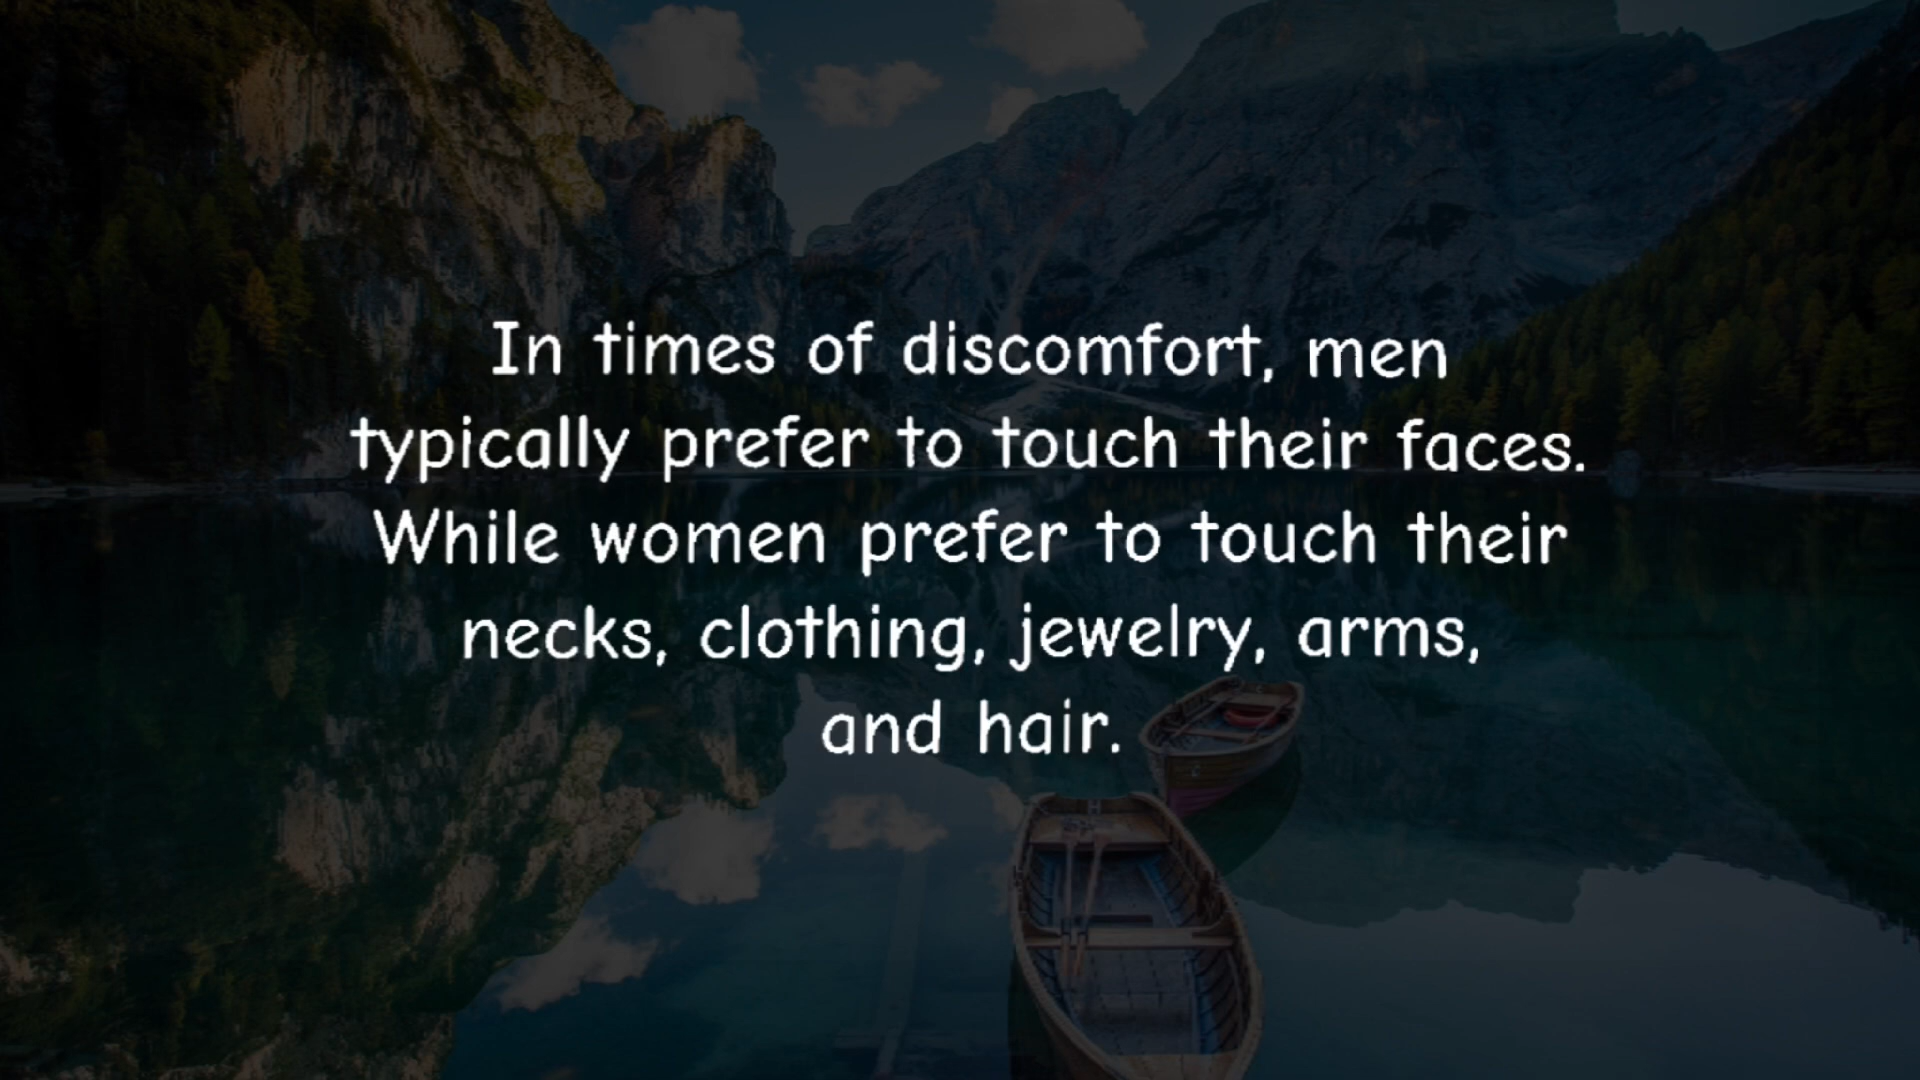 In times of discomfort, men
typically prefer to touch their faces.
While women prefer to touch their
necks, clothing, jewelry, arms,
and hair.